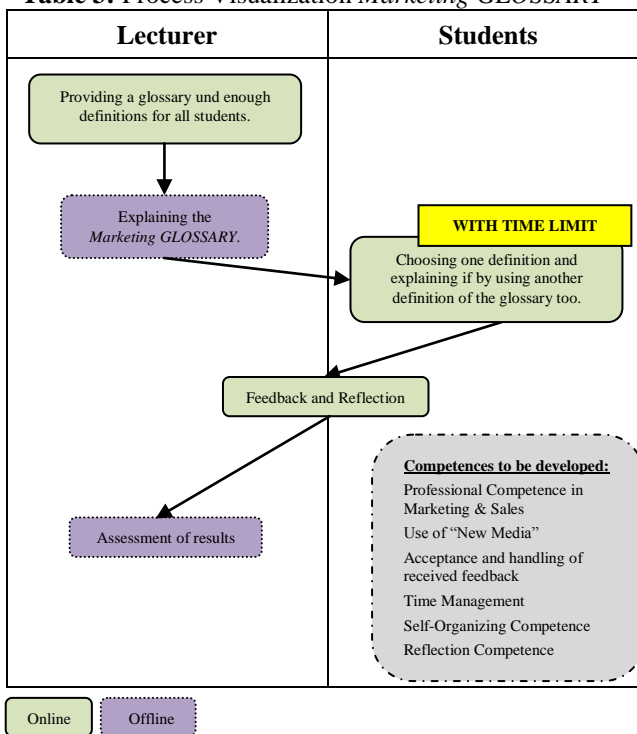 Table 3: Process Visualization Marketing GLOSSARY
Lecturer
Students
Providing a glossary und enough
definitions for all students.
Explaining the
Marketing GLOSSARY.
WITH TIME LIMIT
Choosing one definition and
explaining if by using another
definition of the glossary too.
Feedback and Reflection
Assessment of results
Competences to be developed:
Professional Competence in
Marketing & Sales
Use of “New Media”
Acceptance and handling of
received feedback
Time Management
Self-Organizing Competence
Reflection Competence
Online
Offline